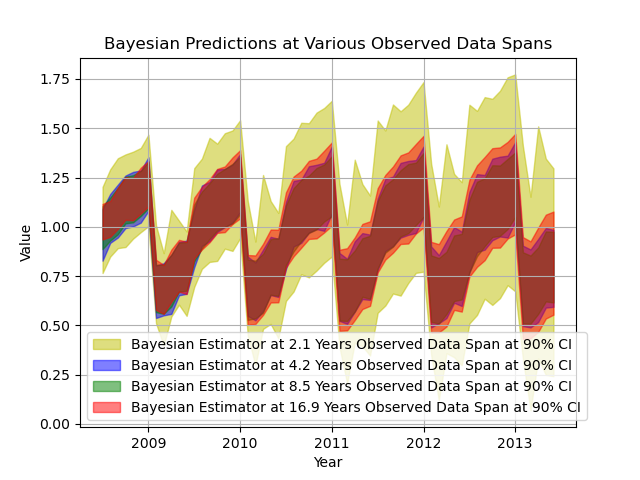 Bayesian Predictions at Various Observed Data Spans
1.75
1.50
1.25
1.00
0.75
0.50
0.25
0.00
Value
Bayesian Estimator at 2.1 Years Observed Data Span at 90% CI
Bayesian Estimator at 4.2 Years Observed Data Span at 90% CI
Bayesian Estimator at 8.5 Years Observed Data Span at 90% CI
Bayesian Estimator at 16.9 Years Observed Data Span at 90% CI
2009 2010 2011 2012 2013
Year